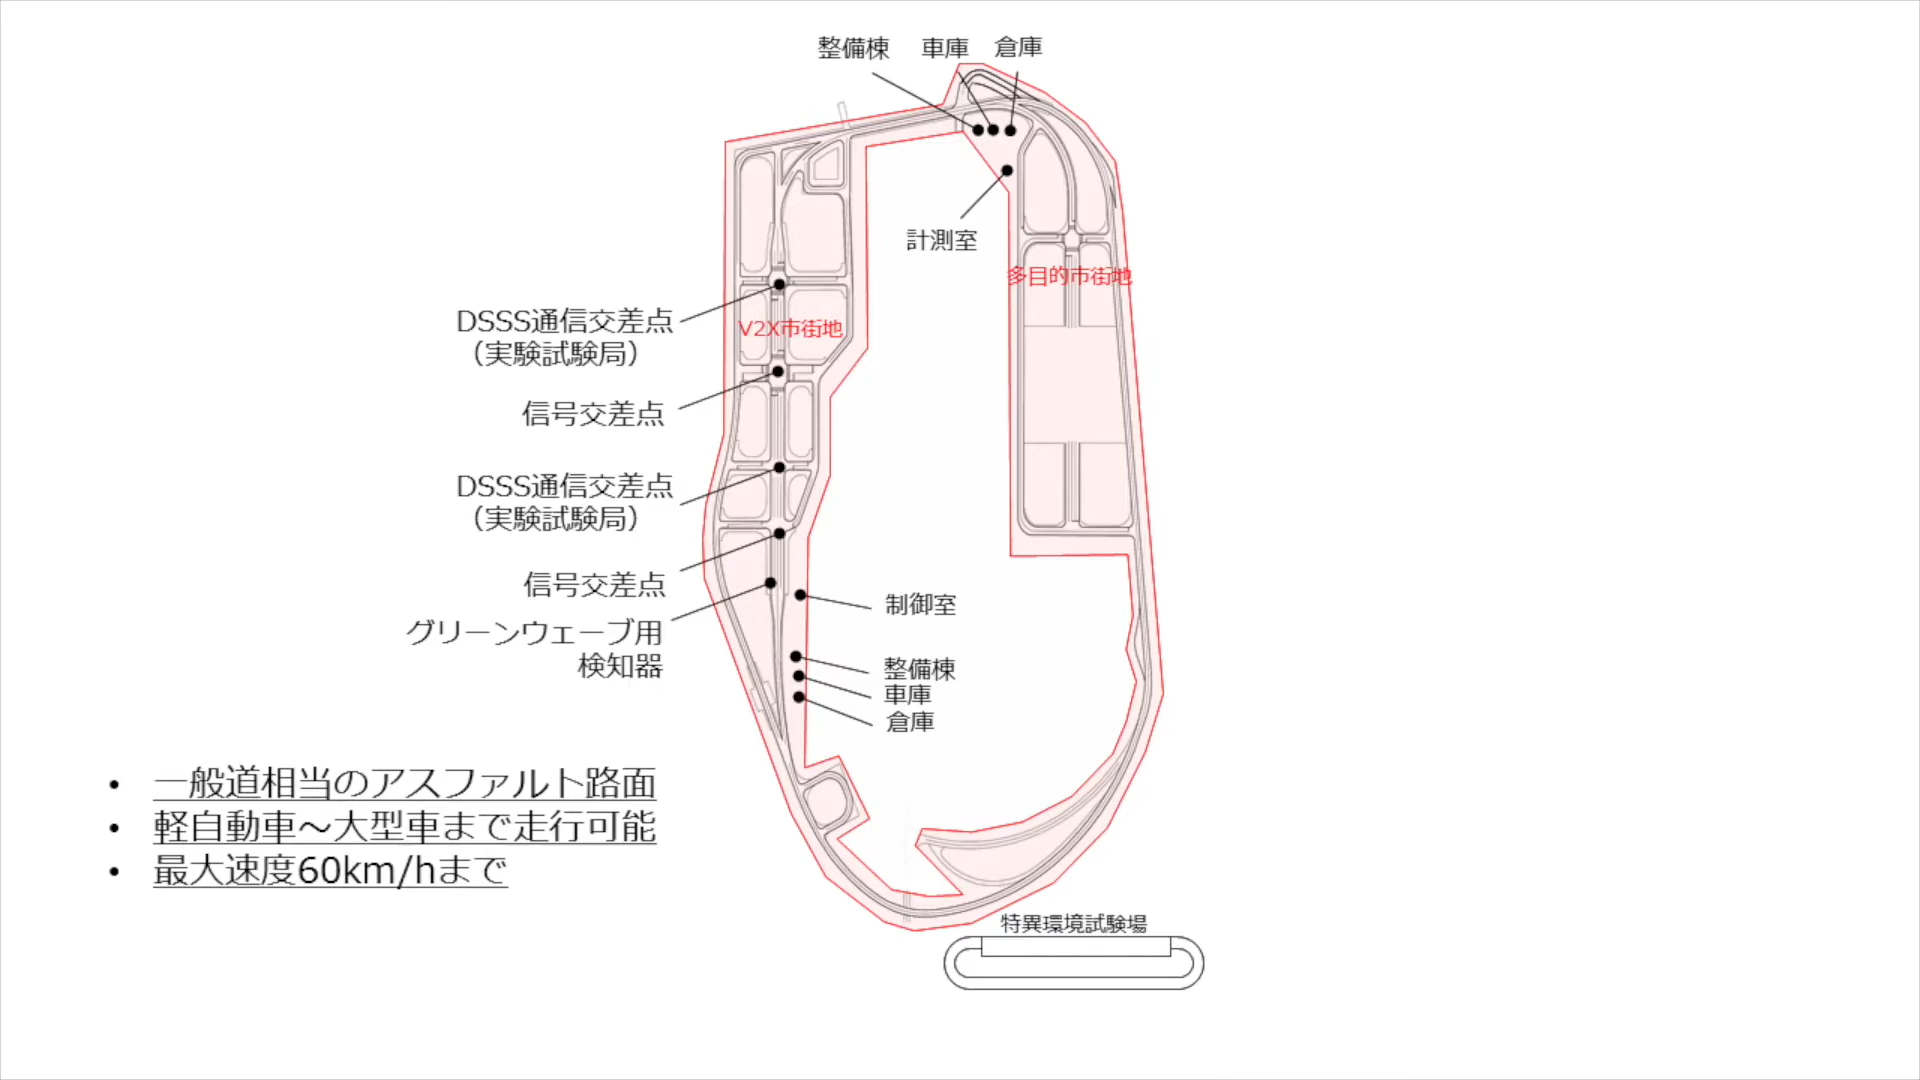 整備棟 車庫 倉庫
計測室
多目的市街地
DSSS通信交差点
（実験試験局）
V2X市街地
信号交差点
DSSS通信交差点
（実験試験局）
信号交差点
グリーンウェーブ用
検知器
制御室
整備棟
車庫
倉庫
• 一般道相当のアスファルト路面
• 軽自動車～大型車まで走行可能
• 最大速度60km/hまで
特異環境試験場